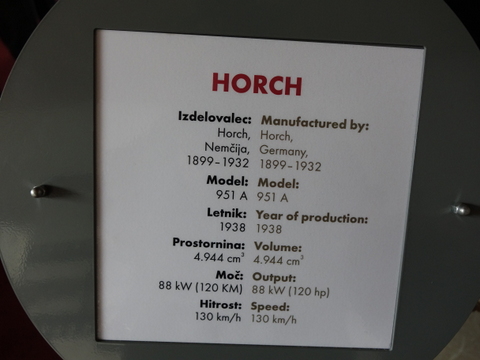 HORCH
Izdelovalec: Manufactured by:
Horch, Horch,
Nemčija, Germany,
1899–1932 1899–1932
Model: Model:
951 A 951 A
Letnik: Year of production:
1938 1938
Prostornina: Volume:
4.944 cm³ 4.944 cm³
Moč: Output:
88 kW (120 KM) 88 kW (120 hp)
Hitrost: Speed:
130 km/h 130 km/h